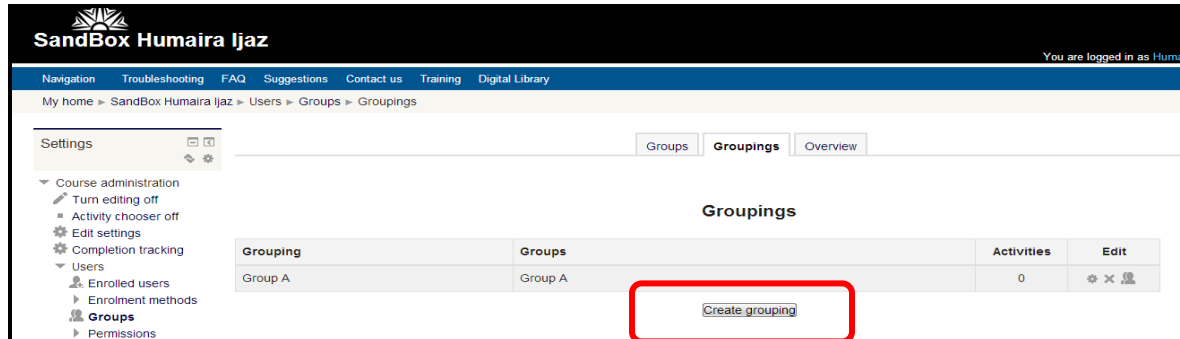 SandBox Humaira Ijaz
You are logged in as Huma
Navigation Troubleshooting FAQ Suggestions Contact us Training Digital Library
My home ► SandBox Humaira Ijaz ► Users ► Groups ► Groupings
Settings
Groups Groupings Overview
Course administration
Turn editing off
Activity chooser off
Edit settings
Completion tracking
Users
Enrolled users
Enrolment methods
Groups
Permissions
Groupings
Grouping Groups Activities Edit
Group A Group A 0
Create grouping